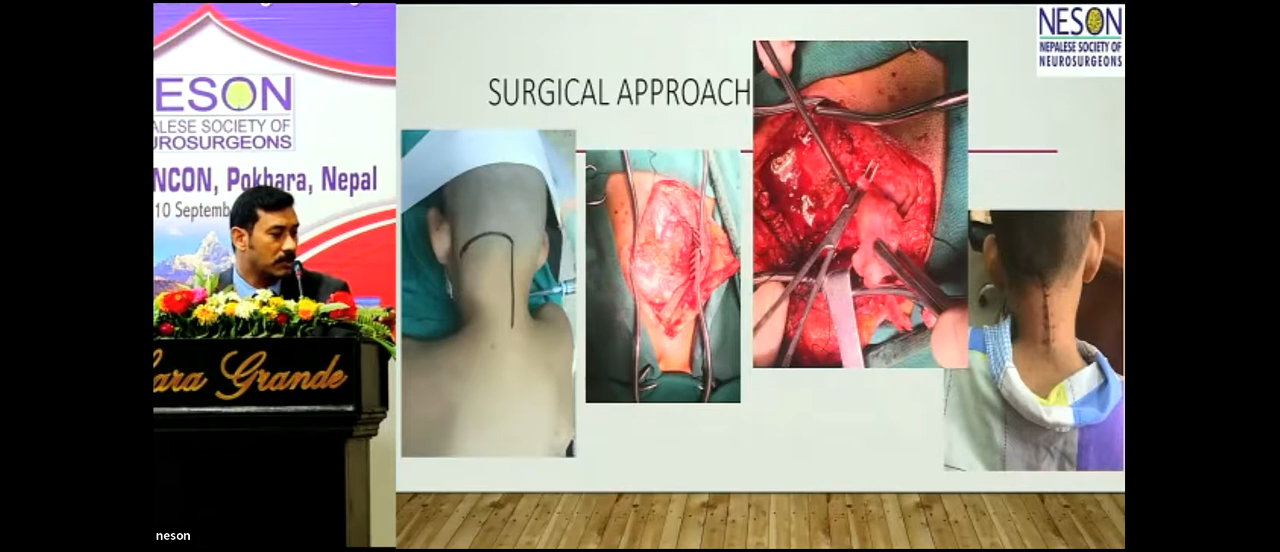 ESON
ALESE SOCIETY OF
UROSURGEONS
NCON, Pokhara, Nepal
10 Septemb
ara Grande
neson
SURGICAL APPROACH
NESON
NEPALESE SOCIETY OF
NEUROSURGEONS